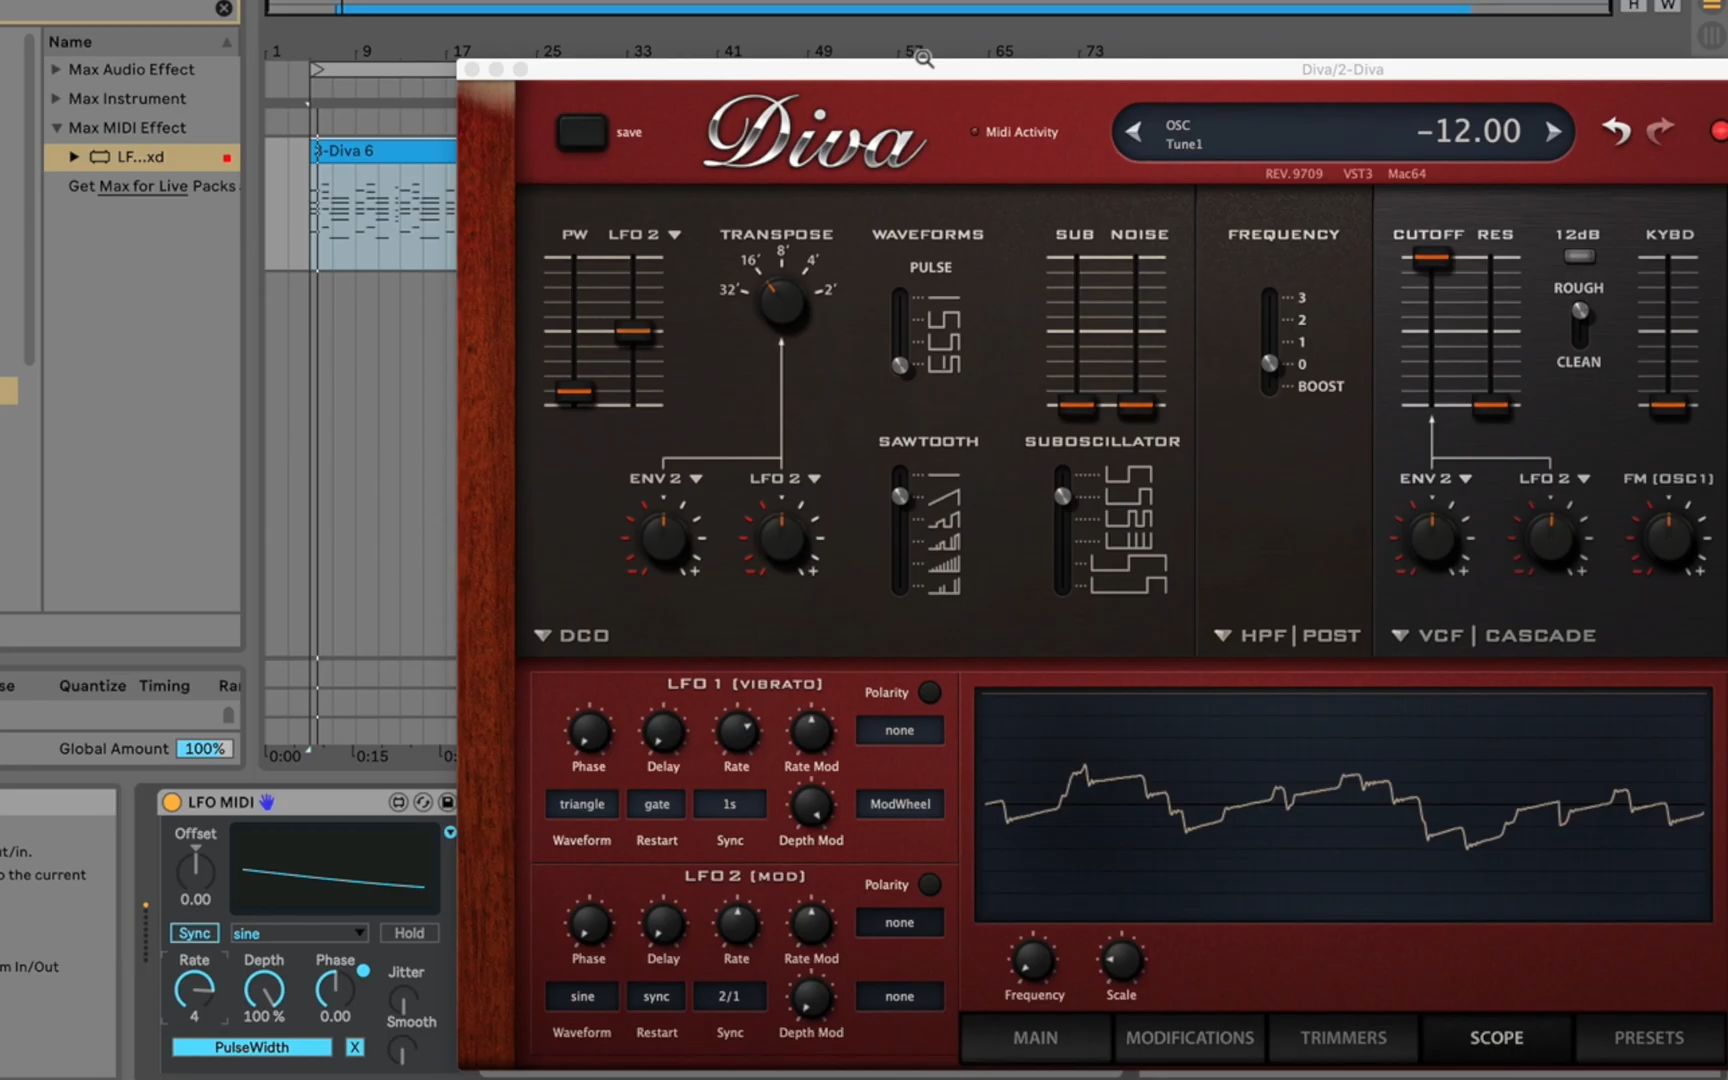 H W
Name
Max Audio Effect
Max Instrument
Max MIDI Effect
LF...xd
Get Max for Live Packs
1 9 17 25 33 41 49 57 65 73
3-Diva 6
Diva/2-Diva
save
Diva
Midi Activity
OSC
Tune1
-12.00
REV.9709 VST3 Mac64
PW LFO 2 TRANSPOSE WAVEFORMS SUB NOISE FREQUENCY CUTOFF RES 12dB KYBD
32' 16' 8' 4' 2'
PULSE
3
2
1
0
BOOST
ROUGH
CLEAN
SAWTOOTH SUBOSCILLATOR
ENV 2 LFO 2 ENV 2 LFO 2 FM [OSC1]
+ + + + +
DCO HPF | POST VCF | CASCADE
se Quantize Timing Rar
Global Amount 100%
0:00 0:15 0:
LFO 1 [VIBRATO]
Polarity
none
Phase Delay Rate Rate Mod
triangle gate 1s ModWheel
Waveform Restart Sync Depth Mod
LFO 2 [MOD]
Polarity
none
Phase Delay Rate Rate Mod
sine sync 2/1 none
Waveform Restart Sync Depth Mod
Frequency Scale
MAIN MODIFICATIONS TRIMMERS SCOPE PRESETS
ut/in.
o the current
m In/Out
LFO MIDI
Offset
0.00
Sync sine Hold
Rate Depth Phase Jitter
4 100 % 0.00 Smooth
PulseWidth X